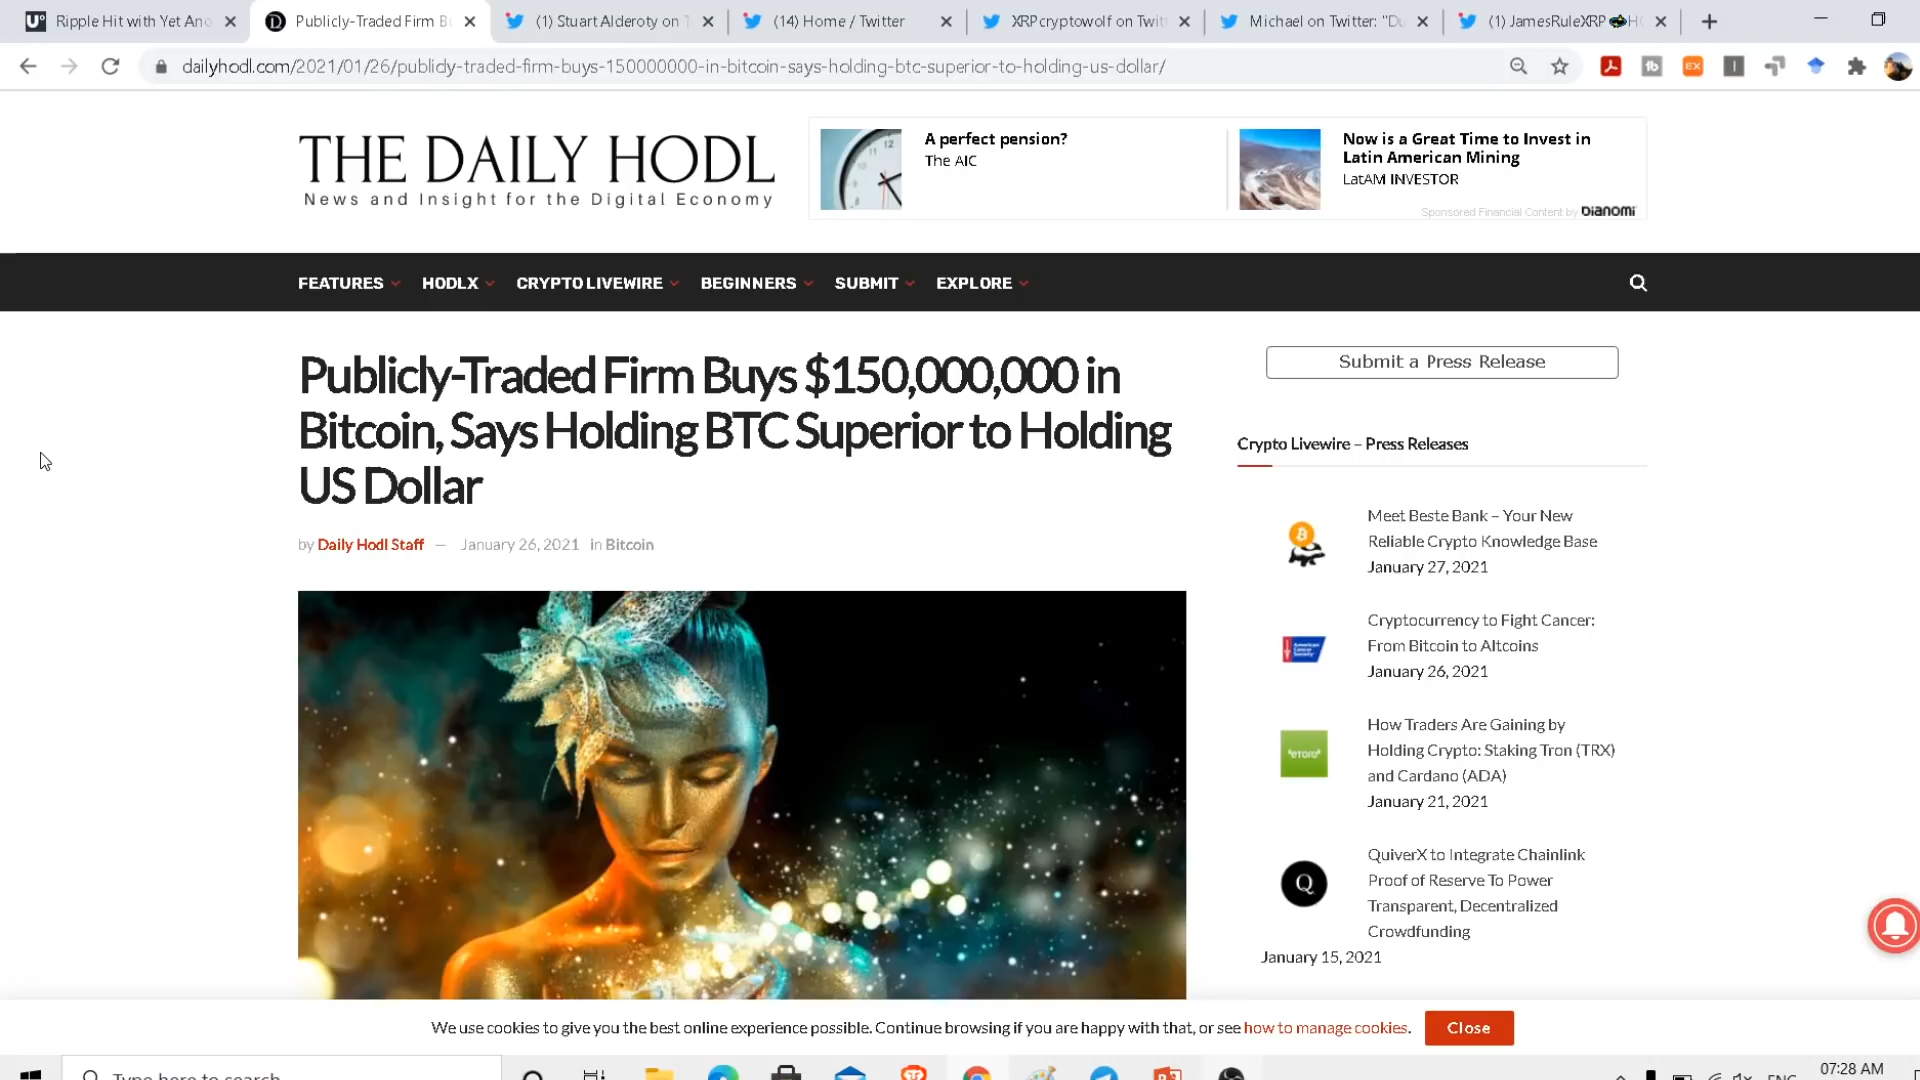 Ripple Hit with Yet Ano
Publicly-Traded Firm B
(1) Stuart Alderoty on T
(14) Home / Twitter
XRPcryptowolf on Twit
Michael on Twitter: "Du
(1) JamesRuleXRP
dailyhodl.com/2021/01/26/publicly-traded-firm-buys-150000000-in-bitcoin-says-holding-btc-superior-to-holding-us-dollar/
THE DAILY HODL
News and Insight for the Digital Economy
A perfect pension?
The AIC
Now is a Great Time to Invest in
Latin American Mining
LatAM INVESTOR
Sponsored Financial Content by DIANOMI
FEATURES HODLX CRYPTO LIVEWIRE BEGINNERS SUBMIT EXPLORE
Publicly-Traded Firm Buys $150,000,000 in
Bitcoin, Says Holding BTC Superior to Holding
US Dollar
by Daily Hodl Staff — January 26, 2021 in Bitcoin
Submit a Press Release
Crypto Livewire – Press Releases
Meet Beste Bank – Your New
Reliable Crypto Knowledge Base
January 27, 2021
Cryptocurrency to Fight Cancer:
From Bitcoin to Altcoins
January 26, 2021
eToro
How Traders Are Gaining by
Holding Crypto: Staking Tron (TRX)
and Cardano (ADA)
January 21, 2021
Q
QuiverX to Integrate Chainlink
Proof of Reserve To Power
Transparent, Decentralized
Crowdfunding
January 15, 2021
We use cookies to give you the best online experience possible. Continue browsing if you are happy with that, or see how to manage cookies.
Close
Type here to search
ENG
07:28 AM